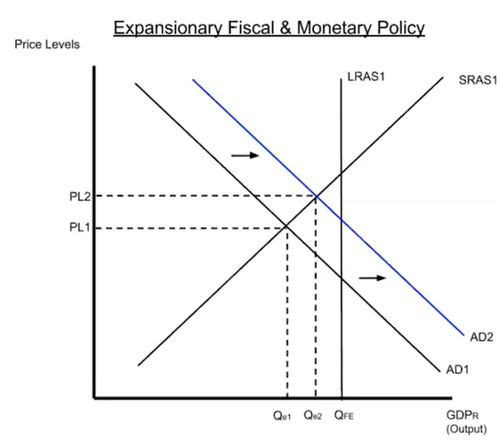 Expansionary Fiscal & Monetary Policy
Price Levels
LRAS1
SRAS1
PL2
PL1
AD2
AD1
Qe1
Qe2
QFE
GDPR
(Output)